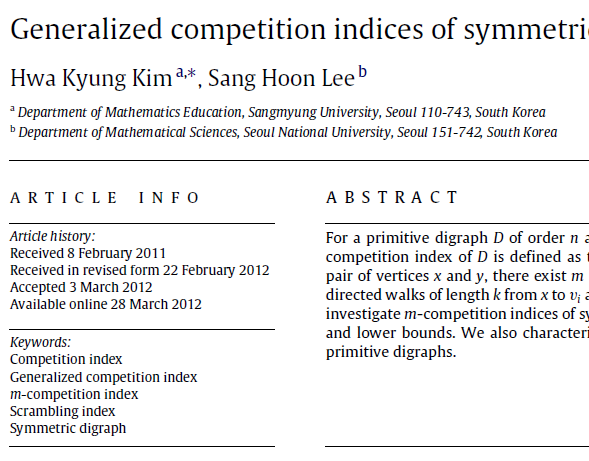 Generalized competition indices of symmetric
Hwa Kyung Kim a,*, Sang Hoon Lee b
a Department of Mathematics Education, Sangmyung University, Seoul 110-743, South Korea
b Department of Mathematical Sciences, Seoul National University, Seoul 151-742, South Korea
ARTICLE INFO
Article history:
Received 8 February 2011
Received in revised form 22 February 2012
Accepted 3 March 2012
Available online 28 March 2012
Keywords:
Competition index
Generalized competition index
m-competition index
Scrambling index
Symmetric digraph
ABSTRACT
For a primitive digraph D of order n a
competition index of D is defined as t
pair of vertices x and y, there exist m
directed walks of length k from x to vi a
investigate m-competition indices of sy
and lower bounds. We also characteri
primitive digraphs.